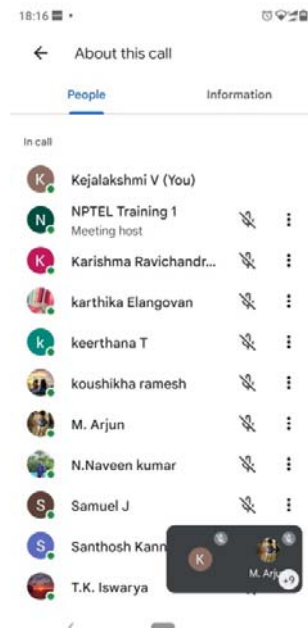 18:16
About this call
People
Information
In call
K
Kejalakshmi V (You)
N
NPTEL Training 1
Meeting host
K
Karishma Ravichandr...
karthika Elangovan
k
keerthana T
koushikha ramesh
M. Arjun
N.Naveen kumar
S
Samuel J
S
Santhosh Kann
K
M. Arju
+9
T.K. Iswarya